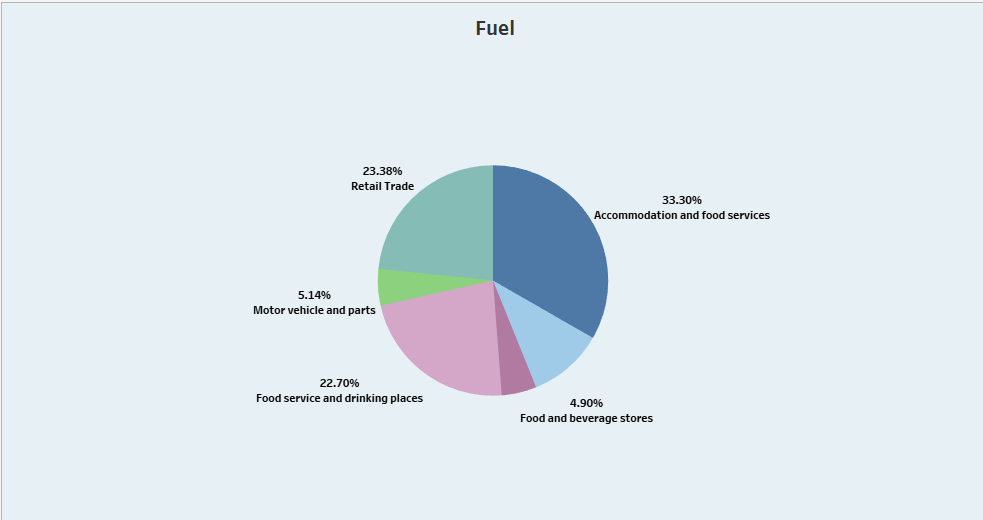 Fuel
23.38%
Retail Trade
33.30%
Accommodation and food services
5.14%
Motor vehicle and parts
22.70%
Food service and drinking places
4.90%
Food and beverage stores